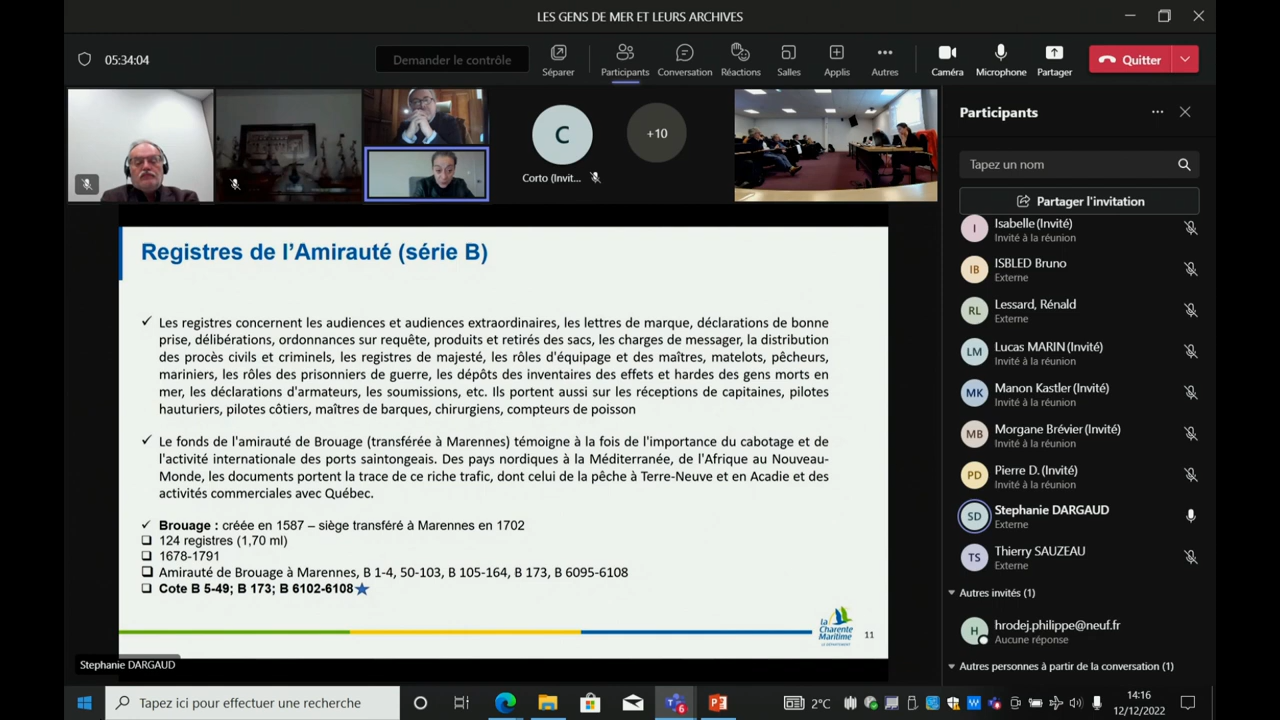 LES GENS DE MER ET LEURS ARCHIVES
05:34:04
Demander le contrôle
Séparer
Participants
Conversation
Réactions
Salles
Applis
Autres
Caméra
Microphone
Partager
Quitter
C
Corto (Invit...
+10
Participants
Tapez un nom
Partager l'invitation
I
Isabelle (Invité)
Invité à la réunion
IB
ISBLED Bruno
Externe
RL
Lessard, Rénald
Externe
LM
Lucas MARIN (Invité)
Invité à la réunion
MK
Manon Kastler (Invité)
Invité à la réunion
MB
Morgane Brévier (Invité)
Invité à la réunion
PD
Pierre D. (Invité)
Invité à la réunion
SD
Stephanie DARGAUD
Externe
TS
Thierry SAUZEAU
Externe
Autres invités (1)
H
hrodej.philippe@neuf.fr
Aucune réponse
Autres personnes à partir de la conversation (1)
Registres de l'Amirauté (série B)
✓ Les registres concernent les audiences et audiences extraordinaires, les lettres de marque, déclarations de bonne
prise, délibérations, ordonnances sur requête, produits et retirés des sacs, les charges de messager, la distribution
des procès civils et criminels, les registres de majesté, les rôles d'équipage et des maîtres, matelots, pêcheurs,
mariniers, les rôles des prisonniers de guerre, les dépôts des inventaires des effets et hardes des gens morts en
mer, les déclarations d'armateurs, les soumissions, etc. Ils portent aussi sur les réceptions de capitaines, pilotes
hauturiers, pilotes côtiers, maîtres de barques, chirurgiens, compteurs de poisson
✓ Le fonds de l'amirauté de Brouage (transférée à Marennes) témoigne à la fois de l'importance du cabotage et de
l'activité internationale des ports saintongeais. Des pays nordiques à la Méditerranée, de l'Afrique au Nouveau-
Monde, les documents portent la trace de ce riche trafic, dont celui de la pêche à Terre-Neuve et en Acadie et des
activités commerciales avec Québec.
✓ Brouage : créée en 1587 – siège transféré à Marennes en 1702
❑ 124 registres (1,70 ml)
❑ 1678-1791
❑ Amirauté de Brouage à Marennes, B 1-4, 50-103, B 105-164, B 173, B 6095-6108
❑ Cote B 5-49; B 173; B 6102-6108
la
Charente
Maritime
LE DÉPARTEMENT
11
Stephanie DARGAUD
Tapez ici pour effectuer une recherche
6
2°C
14:16
12/12/2022